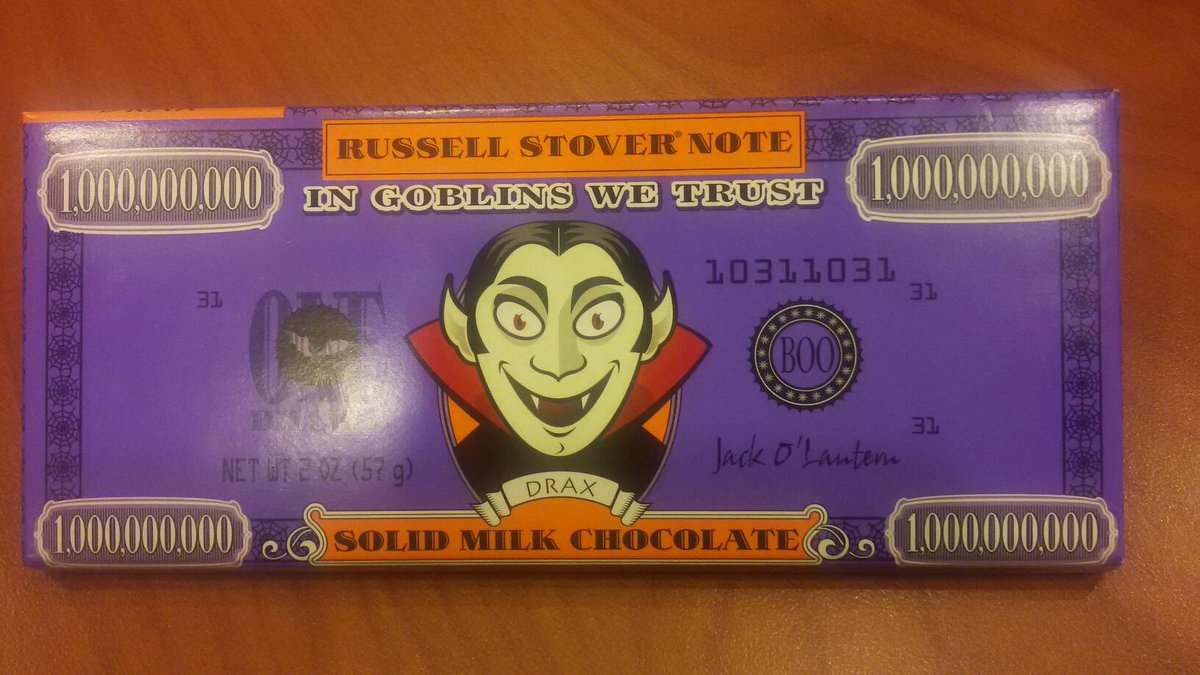 RUSSELL STOVER® NOTE
1,000,000,000
1,000,000,000
IN GOBLINS WE TRUST
10311031
31
31
ONE
BOO
31
Jack O'Lantern
NET WT 2 OZ (57 g)
DRAX
SOLID MILK CHOCOLATE
1,000,000,000
1,000,000,000